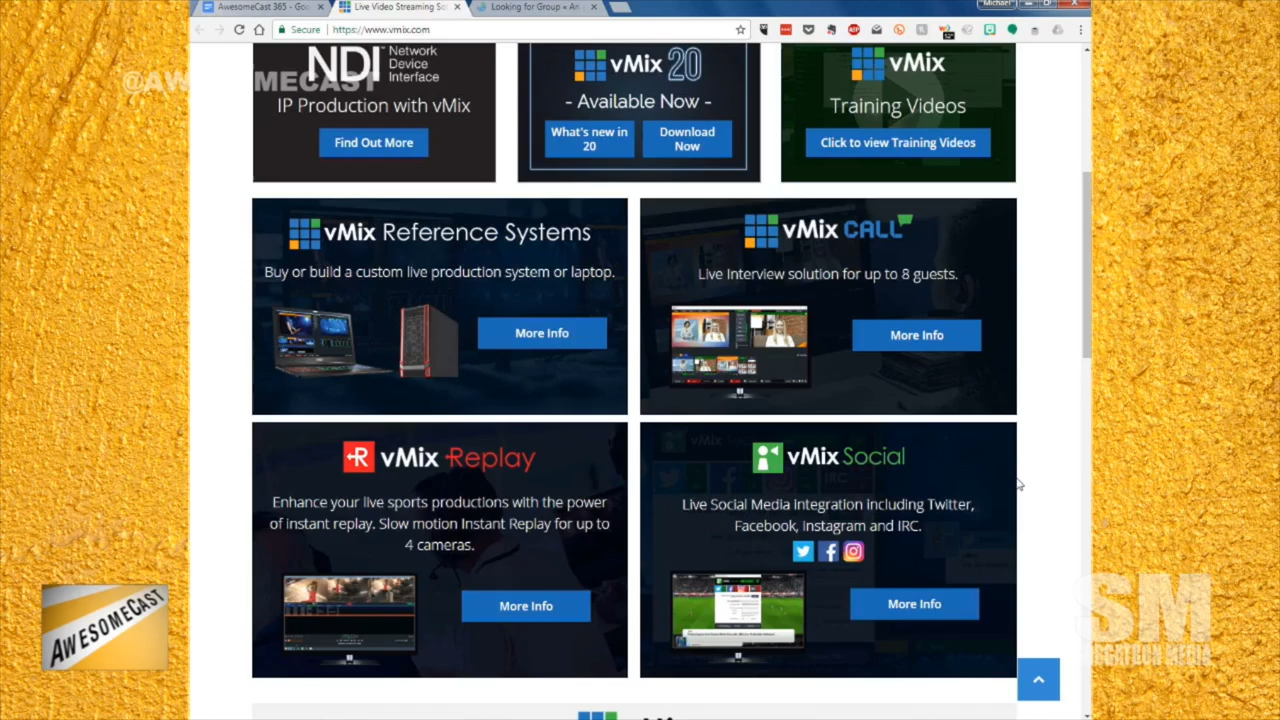 AwesomeCast 365 - Goo
Live Video Streaming So
Looking for Group « An
Michael
Secure
https://www.vmix.com
@AWESOMECAST
NDI
Network
Device
Interface
IP Production with vMix
Find Out More
vMix 20
- Available Now -
What's new in
20
Download
Now
vMix
Training Videos
Click to view Training Videos
vMix Reference Systems
Buy or build a custom live production system or laptop.
More Info
vMix CALL
Live Interview solution for up to 8 guests.
More Info
vMix Replay
Enhance your live sports productions with the power
of instant replay. Slow motion Instant Replay for up to
4 cameras.
More Info
vMix Social
Live Social Media Integration including Twitter,
Facebook, Instagram and IRC.
More Info
AWESOMECAST